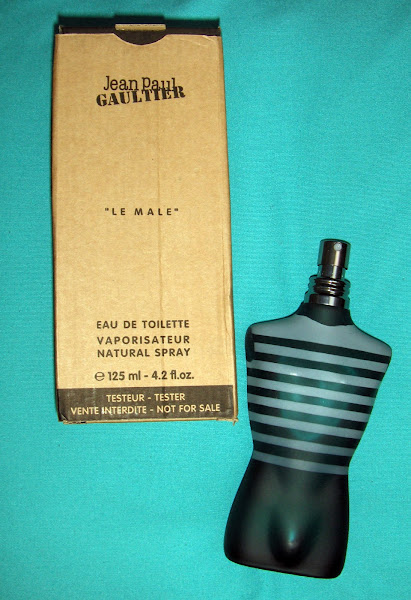 Jean Paul
GAULTIER
"LE MALE"
EAU DE TOILETTE
VAPORISATEUR
NATURAL SPRAY
℮ 125 ml - 4.2 fl.oz.
TESTEUR - TESTER
VENTE INTERDITE - NOT FOR SALE